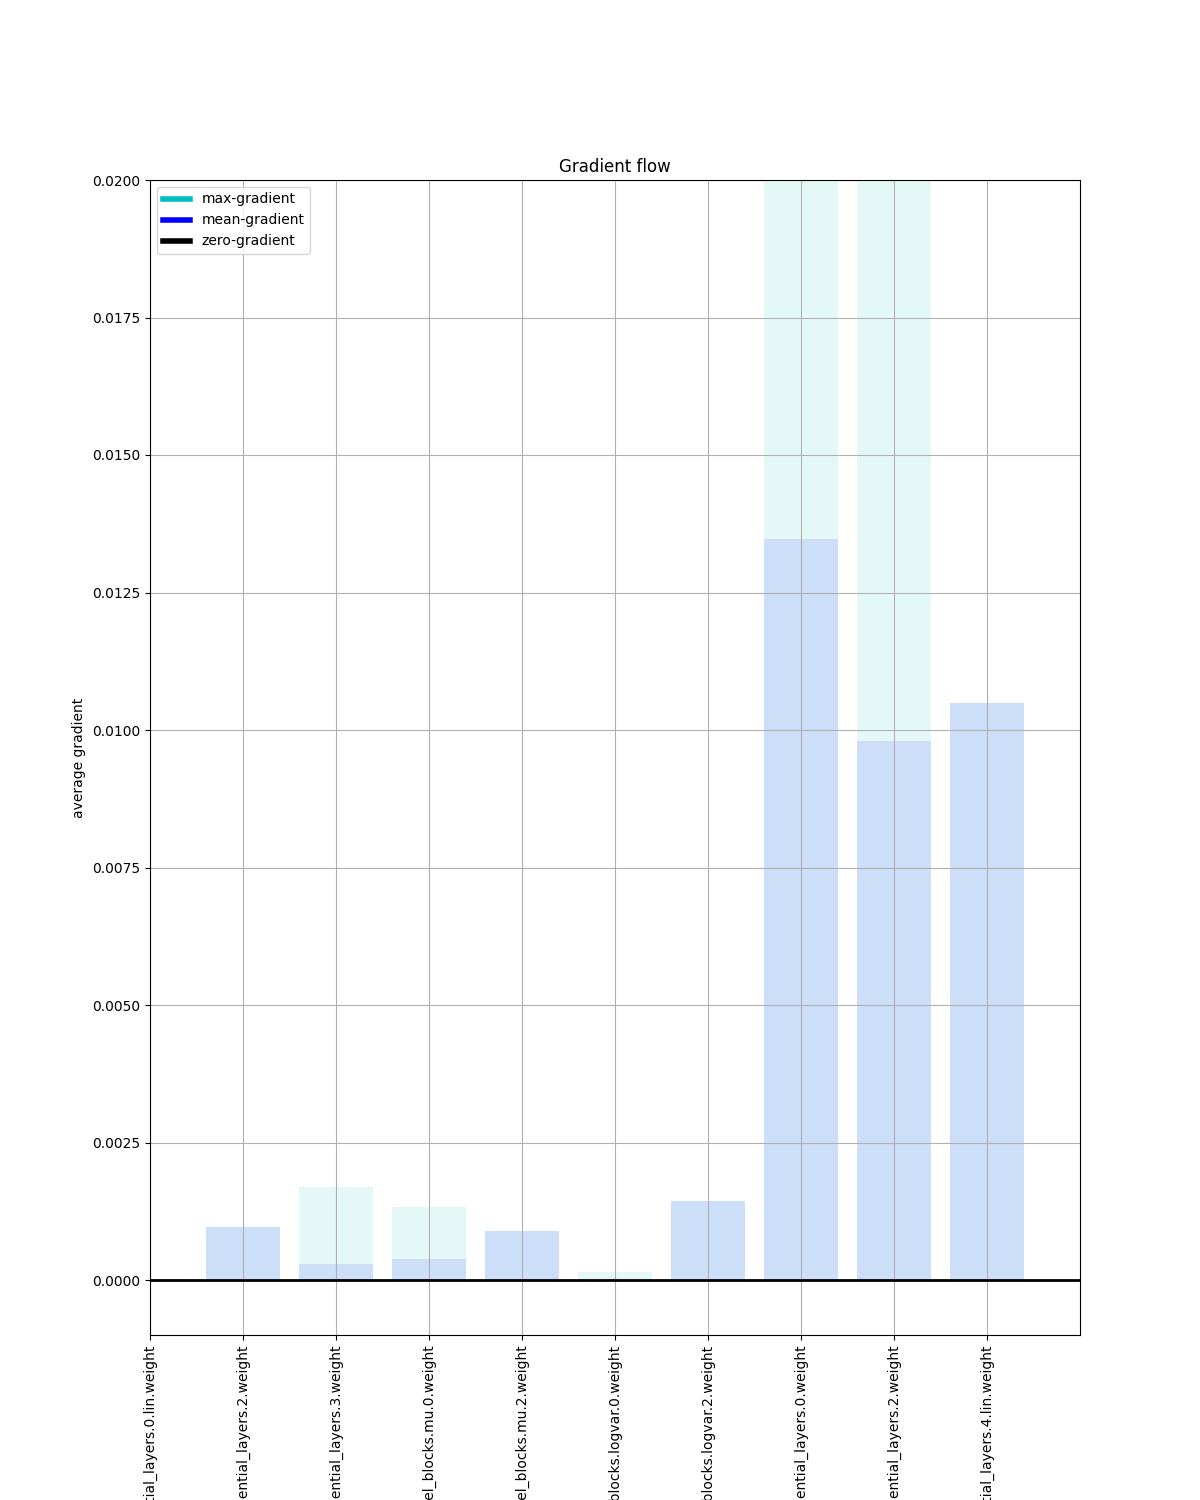 Gradient flow
max-gradient
mean-gradient
zero-gradient
0.0200
0.0175
0.0150
0.0125
0.0100
0.0075
0.0050
0.0025
0.0000
average gradient
tial_layers.0.lin.weight
ential_layers.2.weight
ential_layers.3.weight
el_blocks.mu.0.weight
el_blocks.mu.2.weight
blocks.logvar.0.weight
blocks.logvar.2.weight
ential_layers.0.weight
ential_layers.2.weight
tial_layers.4.lin.weight